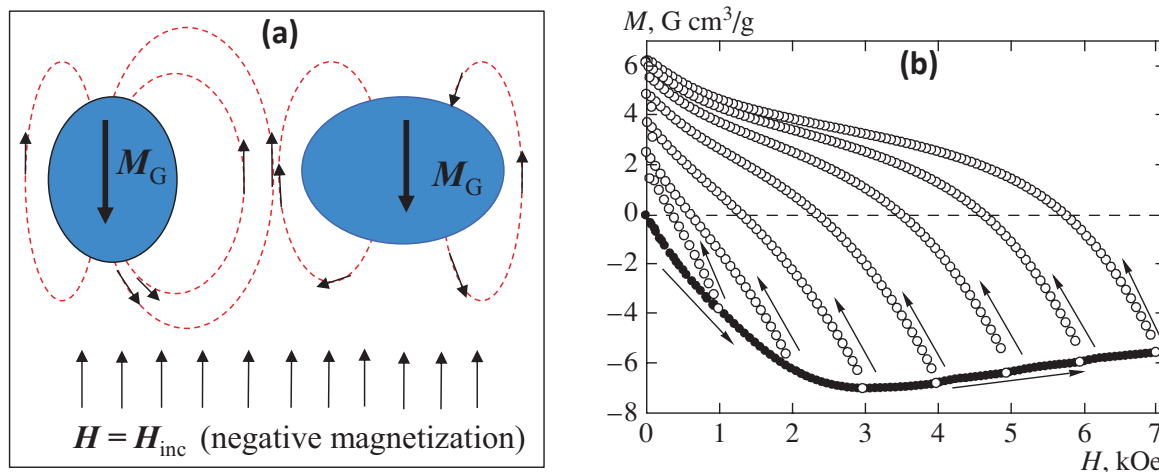 (a)
M_G
M_G
H = H_inc (negative magnetization)
M, G cm³/g
(b)
6
4
2
0
−2
−4
−6
−8
0 1 2 3 4 5 6 7
H, kOe